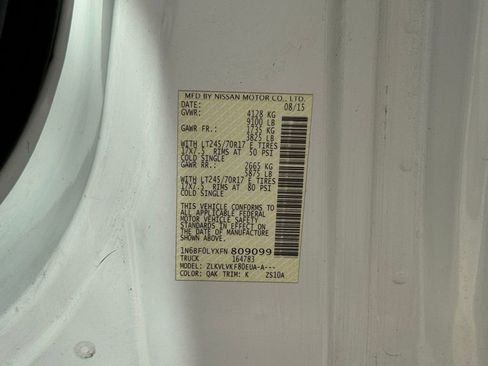 MFD BY NISSAN MOTOR CO., LTD.
DATE: 08/15
GVWR: 4128 KG
9100 LB
GAWR FR.: 1735 KG
3825 LB
WITH LT245/70R17 E TIRES
17X7.5 RIMS AT 50 PSI
COLD SINGLE
GAWR RR.: 2665 KG
5875 LB
WITH LT245/70R17 E TIRES
17X7.5 RIMS AT 80 PSI
COLD SINGLE
THIS VEHICLE CONFORMS TO
ALL APPLICABLE FEDERAL
MOTOR VEHICLE SAFETY
STANDARDS IN EFFECT ON
THE DATE OF MANUFACTURE
SHOWN ABOVE.
1N6BF0LYXFN809099
TRUCK 164783
MODEL: ZLKVLVKF80EUA-A---
COLOR: QAK TRIM: K ZS10A